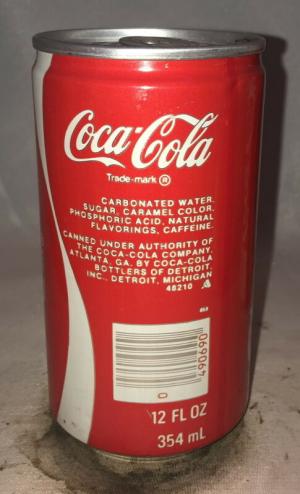 Coca-Cola
Trade-mark ®
CARBONATED WATER,
SUGAR, CARAMEL COLOR,
PHOSPHORIC ACID, NATURAL
FLAVORINGS, CAFFEINE.
CANNED UNDER AUTHORITY OF
THE COCA-COLA COMPANY,
ATLANTA, GA. BY COCA-COLA
BOTTLERS OF DETROIT,
INC., DETROIT, MICHIGAN
48210
0 490690
12 FL OZ
354 mL